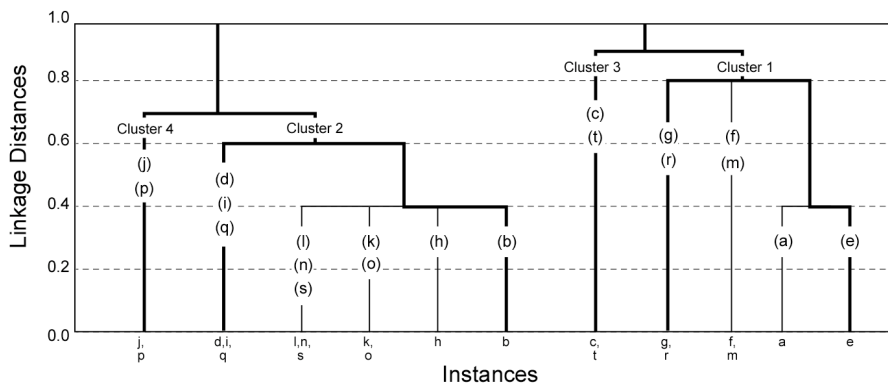 1.0
Cluster 3
Cluster 1
0.8
(c)
Cluster 4
Cluster 2
(g)
(f)
(t)
0.6
(j)
(r)
(m)
(d)
(p)
(i)
0.4
(q)
(l)
(k)
(h)
(b)
(a)
(e)
(n)
(o)
0.2
(s)
0.0
j,
d,i,
l,n,
k,
h
b
c,
g,
f,
a
e
p
q
s
o
t
r
m
Linkage Distances
Instances